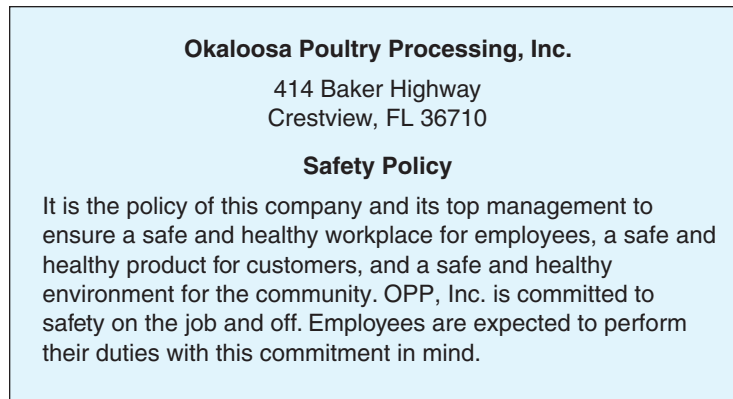 Okaloosa Poultry Processing, Inc.
414 Baker Highway
Crestview, FL 36710
Safety Policy
It is the policy of this company and its top management to
ensure a safe and healthy workplace for employees, a safe and
healthy product for customers, and a safe and healthy
environment for the community. OPP, Inc. is committed to
safety on the job and off. Employees are expected to perform
their duties with this commitment in mind.